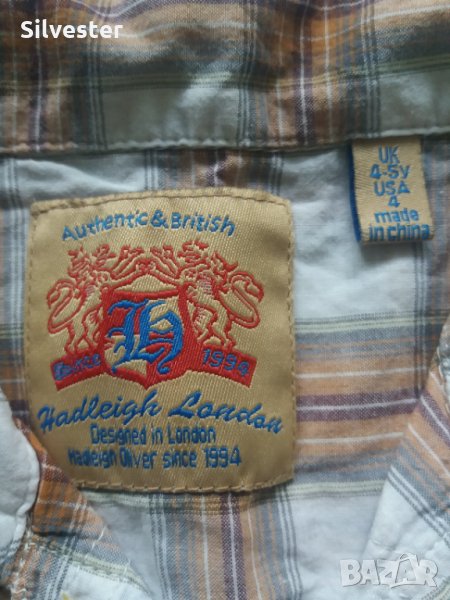 Silvester
UK
4-5Y
USA
4
made
in china
Authentic & British
H
Since 1994
Hadleigh London
Designed in London
Hadleigh Oliver since 1994
BAZAR